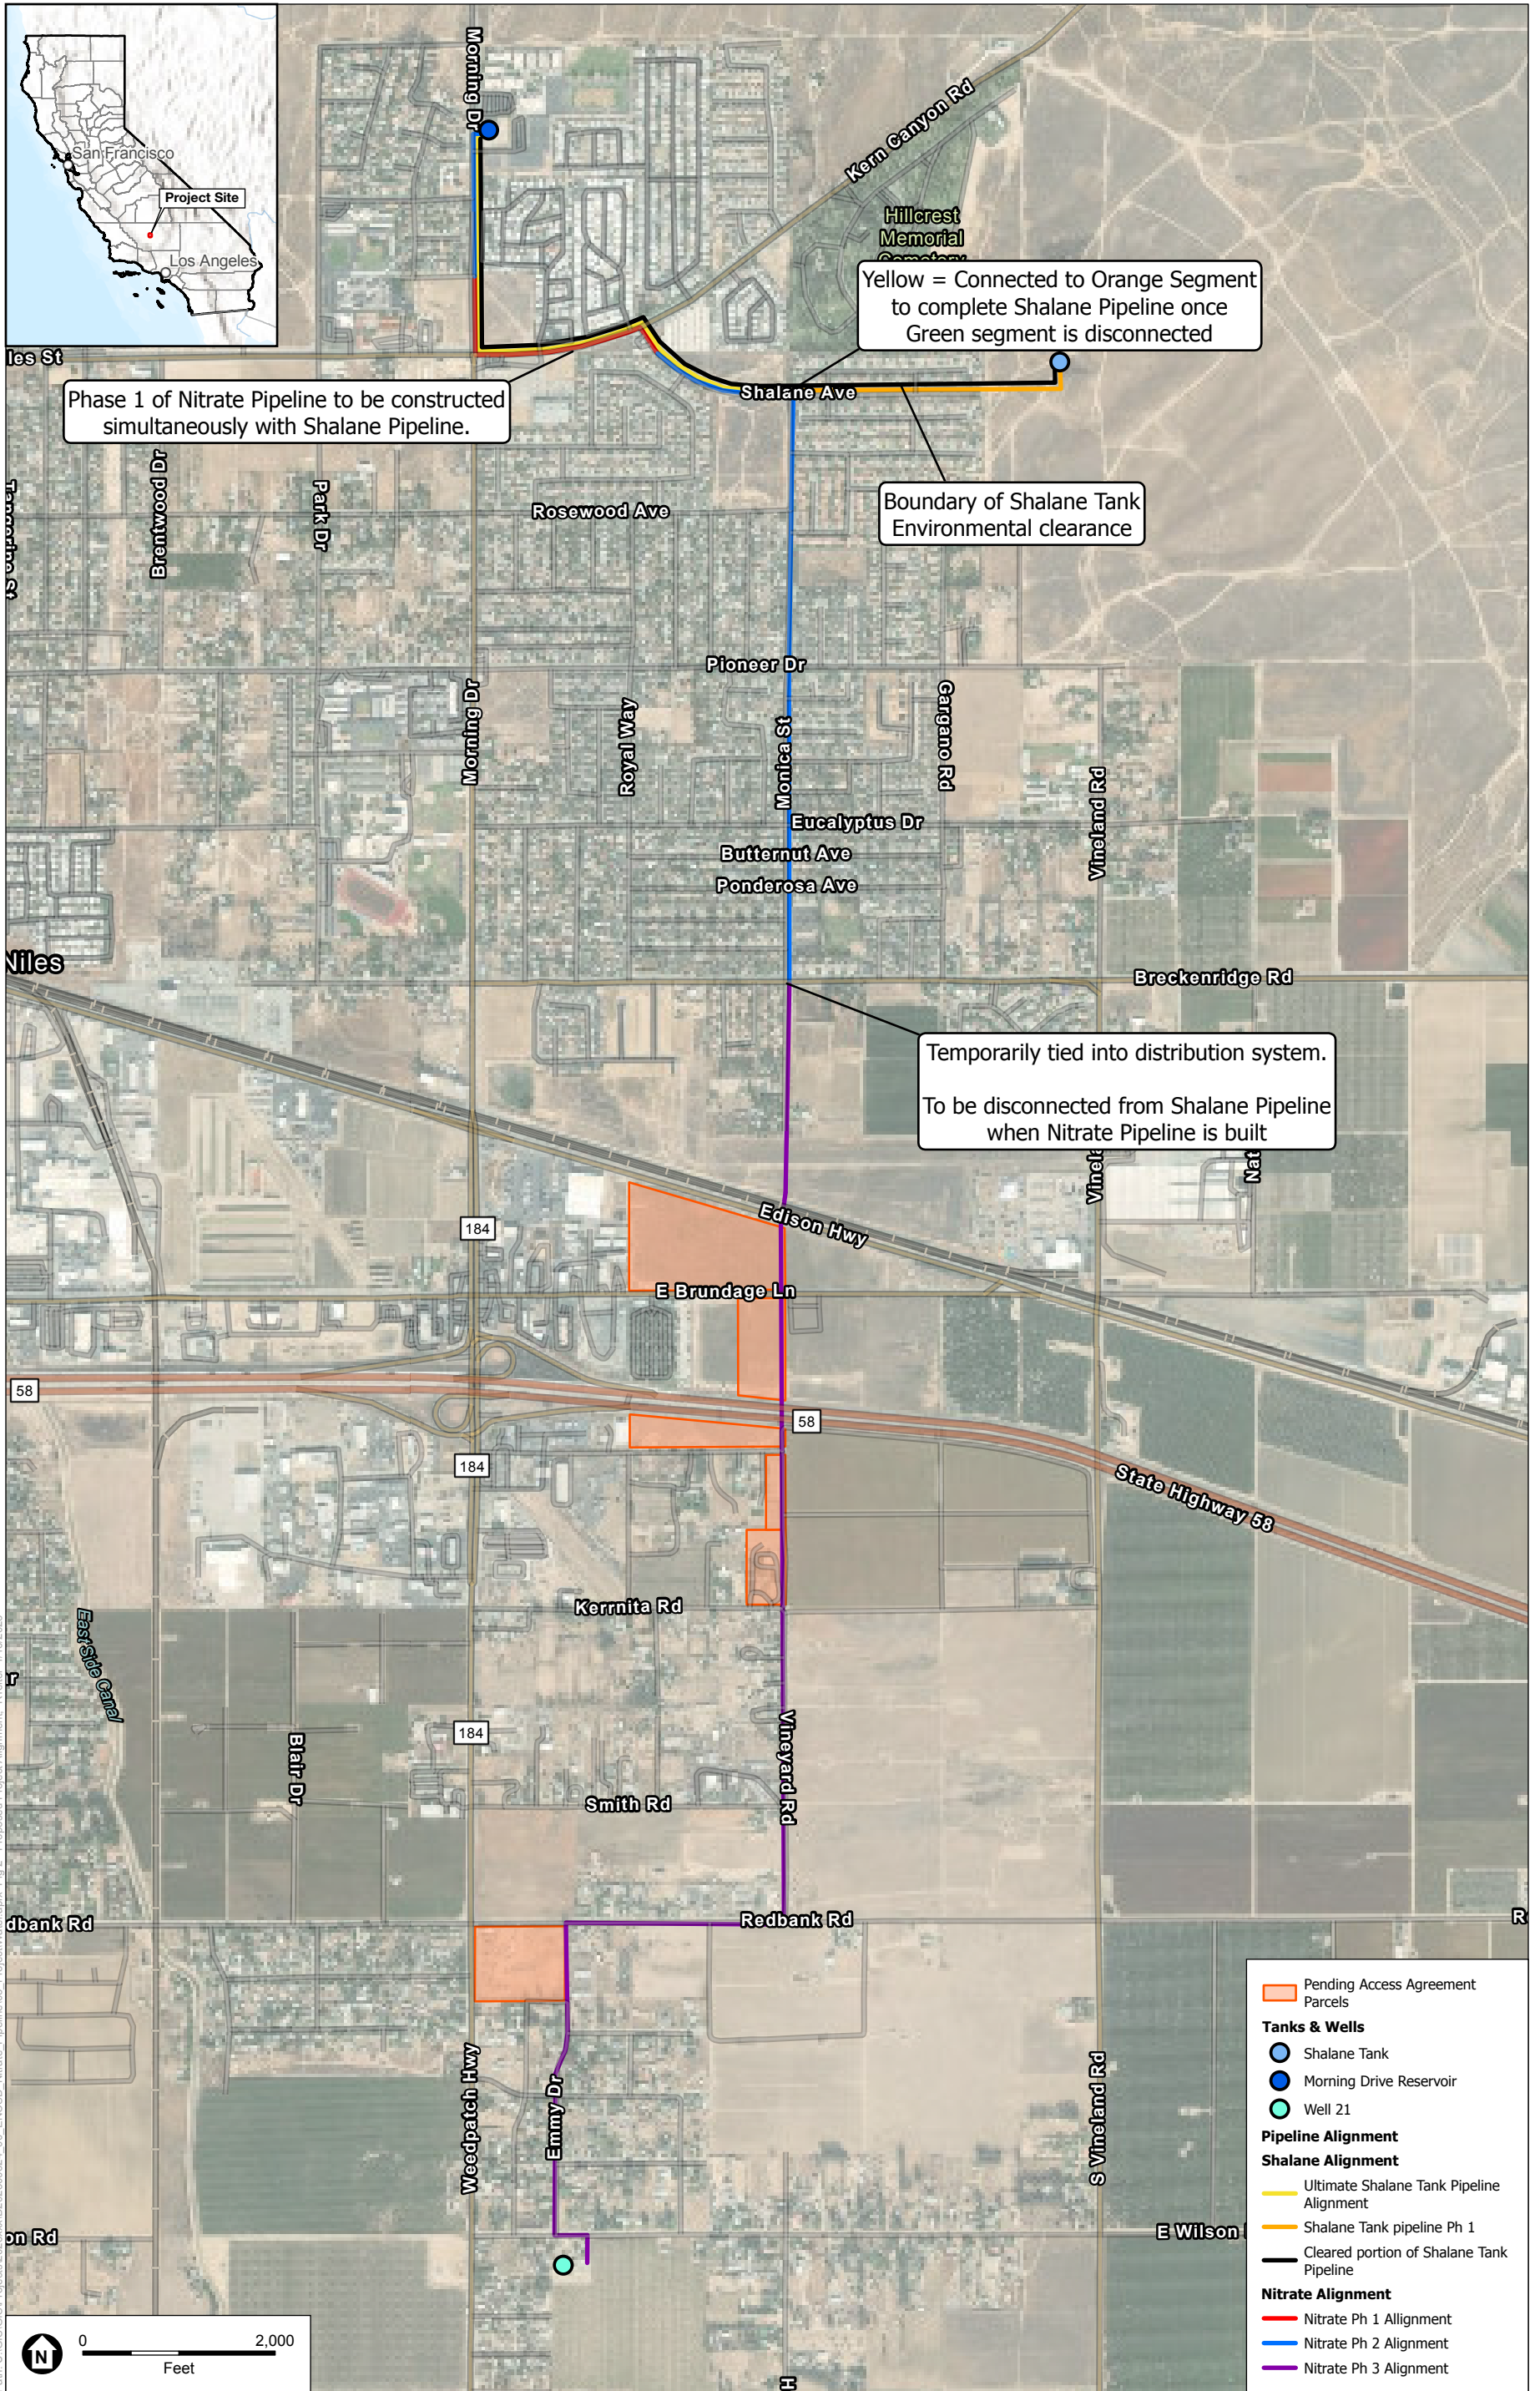 San Francisco
Project Site
Los Angeles
Morning Dr
Kern Canyon Rd
Hillcrest
Memorial
Yellow = Connected to Orange Segment
to complete Shalane Pipeline once
Green segment is disconnected
les St
Phase 1 of Nitrate Pipeline to be constructed
simultaneously with Shalane Pipeline.
Shalane Ave
Boundary of Shalane Tank
Environmental clearance
Brentwood Dr
Park Dr
Rosewood Ave
Pioneer Dr
Morning Dr
Royal Way
Monica St
Gargano Rd
Vineland Rd
Eucalyptus Dr
Butternut Ave
Ponderosa Ave
Niles
Breckenridge Rd
Temporarily tied into distribution system.
To be disconnected from Shalane Pipeline
when Nitrate Pipeline is built
Vinela
Nat
184
Edison Hwy
E Brundage Ln
58
58
184
State Highway 58
Kerrnita Rd
East Side Canal
184
Blair Dr
Vineyard Rd
Smith Rd
dbank Rd
Redbank Rd
R
Weedpatch Hwy
Emmy Dr
S Vineland Rd
on Rd
E Wilson
H
Pending Access Agreement
Parcels
Tanks & Wells
Shalane Tank
Morning Drive Reservoir
Well 21
Pipeline Alignment
Shalane Alignment
Ultimate Shalane Tank Pipeline
Alignment
Shalane Tank pipeline Ph 1
Cleared portion of Shalane Tank
Pipeline
Nitrate Alignment
Nitrate Ph 1 Allignment
Nitrate Ph 2 Alignment
Nitrate Ph 3 Alignment
N
0 2,000
Feet